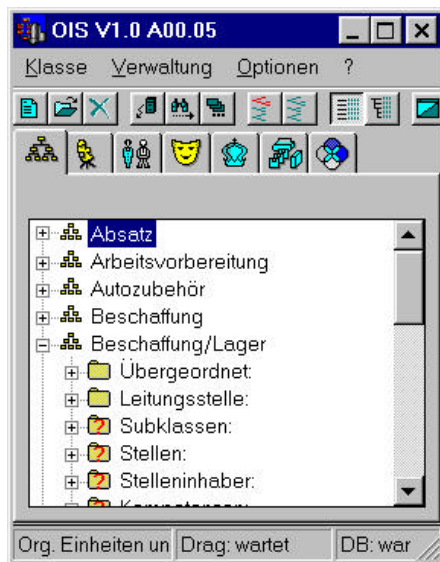 OIS V1.0 A00.05
Klasse Verwaltung Optionen ?
Absatz
Arbeitsvorbereitung
Autozubehör
Beschaffung
Beschaffung/Lager
Übergeordnet:
Leitungsstelle:
Subklassen:
Stellen:
Stelleninhaber:
Org. Einheiten un Drag: wartet DB: war